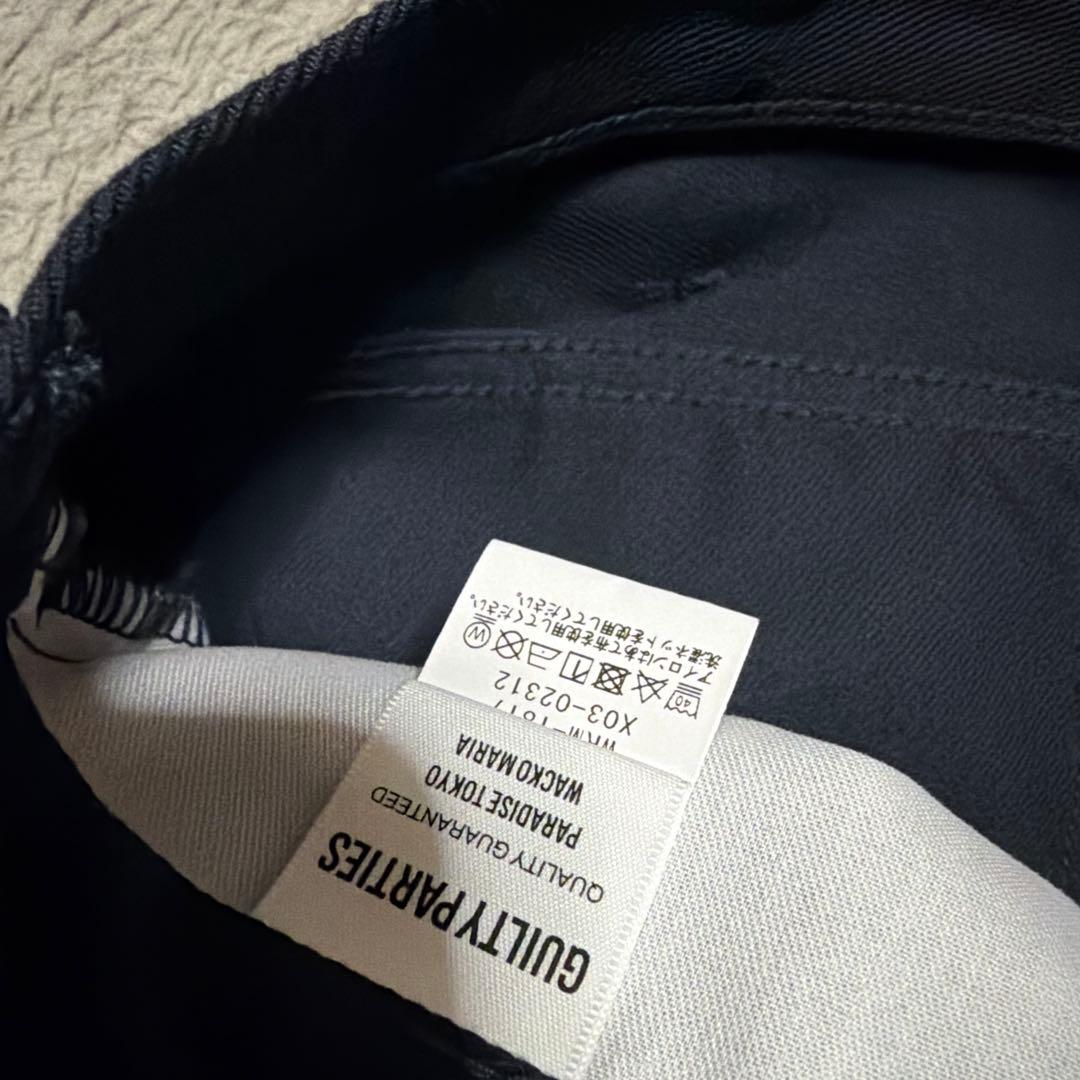 GUILTY PARTIES
QUALITY GUARANTEED
PARADISE TOKYO
WACKOMARIA
X03-02312
40 W
アイロンはあて布を使用してください。
洗濯ネットを使用してください。